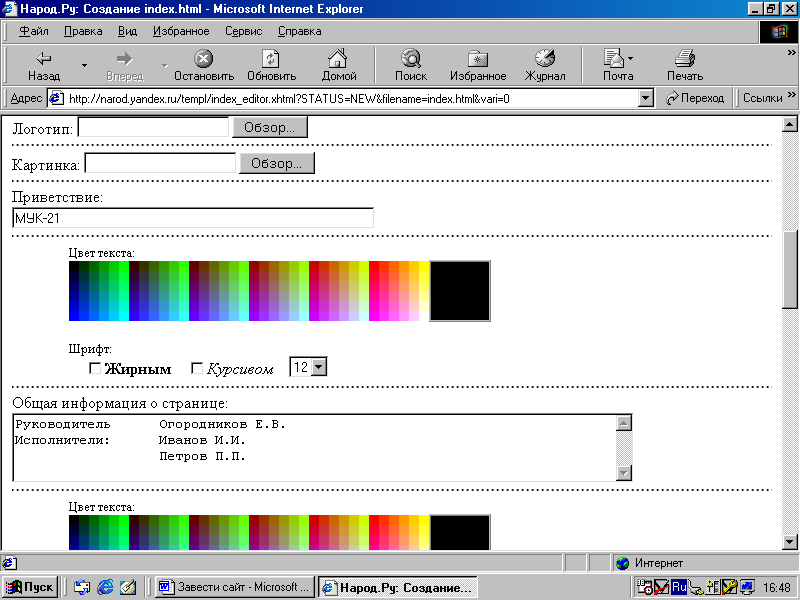 Народ.Ру: Создание index.html - Microsoft Internet Explorer
Файл Правка Вид Избранное Сервис Справка
Назад Вперед Остановить Обновить Домой Поиск Избранное Журнал Почта Печать
Адрес http://narod.yandex.ru/templ/index_editor.xhtml?STATUS=NEW&filename=index.html&vari=0 Переход Ссылки »
Логотип: Обзор...
Картинка: Обзор...
Приветствие:
МУК-21
Цвет текста:
Шрифт:
Жирным Курсивом 12
Общая информация о странице:
Руководитель Огородников Е.В.
Исполнители: Иванов И.И.
Петров П.П.
Цвет текста:
Интернет
Пуск Завести сайт - Microsoft ... Народ.Ру: Создание... Ru 16:48